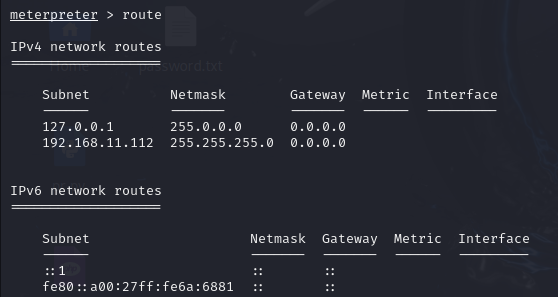 meterpreter > route
IPv4 network routes
Subnet Netmask Gateway Metric Interface
127.0.0.1 255.0.0.0 0.0.0.0
192.168.11.112 255.255.255.0 0.0.0.0
IPv6 network routes
Subnet Netmask Gateway Metric Interface
::1 :: ::
fe80::a00:27ff:fe6a:6881 :: ::
Home password.txt